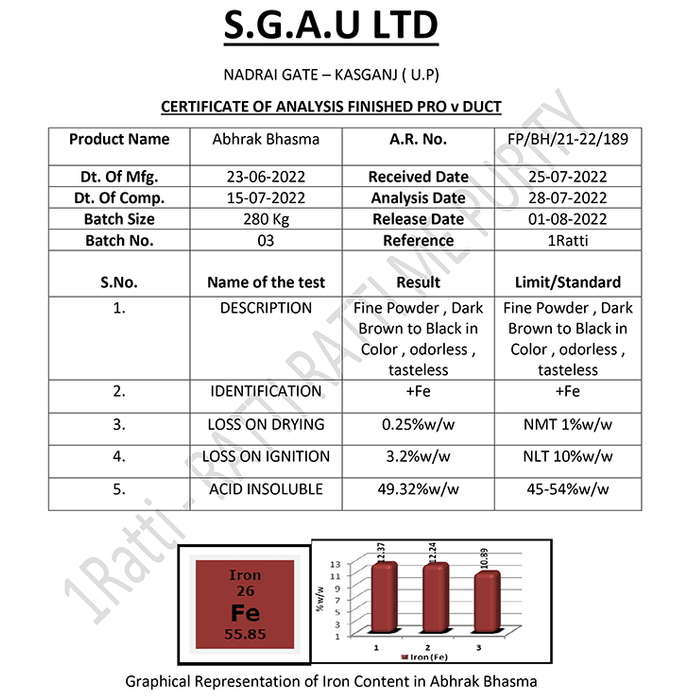 S.G.A.U LTD
NADRAI GATE – KASGANJ ( U.P)
CERTIFICATE OF ANALYSIS FINISHED PRO v DUCT
Product Name Abhrak Bhasma A.R. No. FP/BH/21-22/189
Dt. Of Mfg. 23-06-2022 Received Date 25-07-2022
Dt. Of Comp. 15-07-2022 Analysis Date 28-07-2022
Batch Size 280 Kg Release Date 01-08-2022
Batch No. 03 Reference 1Ratti
S.No. Name of the test Result Limit/Standard
1. DESCRIPTION Fine Powder , Dark Fine Powder , Dark
Brown to Black in Brown to Black in
Color , odorless , Color , odorless ,
tasteless tasteless
2. IDENTIFICATION +Fe +Fe
3. LOSS ON DRYING 0.25%w/w NMT 1%w/w
4. LOSS ON IGNITION 3.2%w/w NLT 10%w/w
5. ACID INSOLUBLE 49.32%w/w 45-54%w/w
1Ratti - RATTI RATTI ME PURITY
Iron
26
Fe
55.85
%w/w
13
11
9
7
5
3
1
12.37 12.24 10.89
1 2 3
Iron (Fe)
Graphical Representation of Iron Content in Abhrak Bhasma